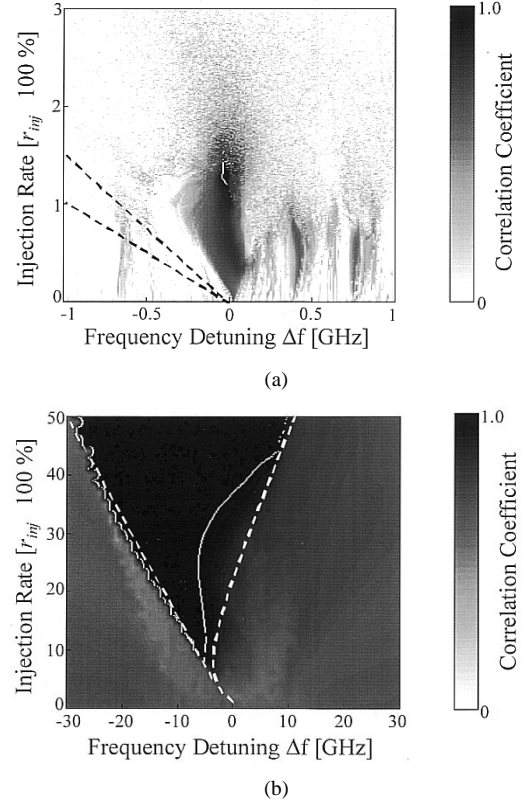 3
2
1
0
Injection Rate [r_inj 100 %]
-1 -0.5 0 0.5 1
Frequency Detuning Δf [GHz]
1.0
0
Correlation Coefficient
(a)
50
40
30
20
10
0
Injection Rate [r_inj 100 %]
-30 -20 -10 0 10 20 30
Frequency Detuning Δf [GHz]
1.0
0
Correlation Coefficient
(b)